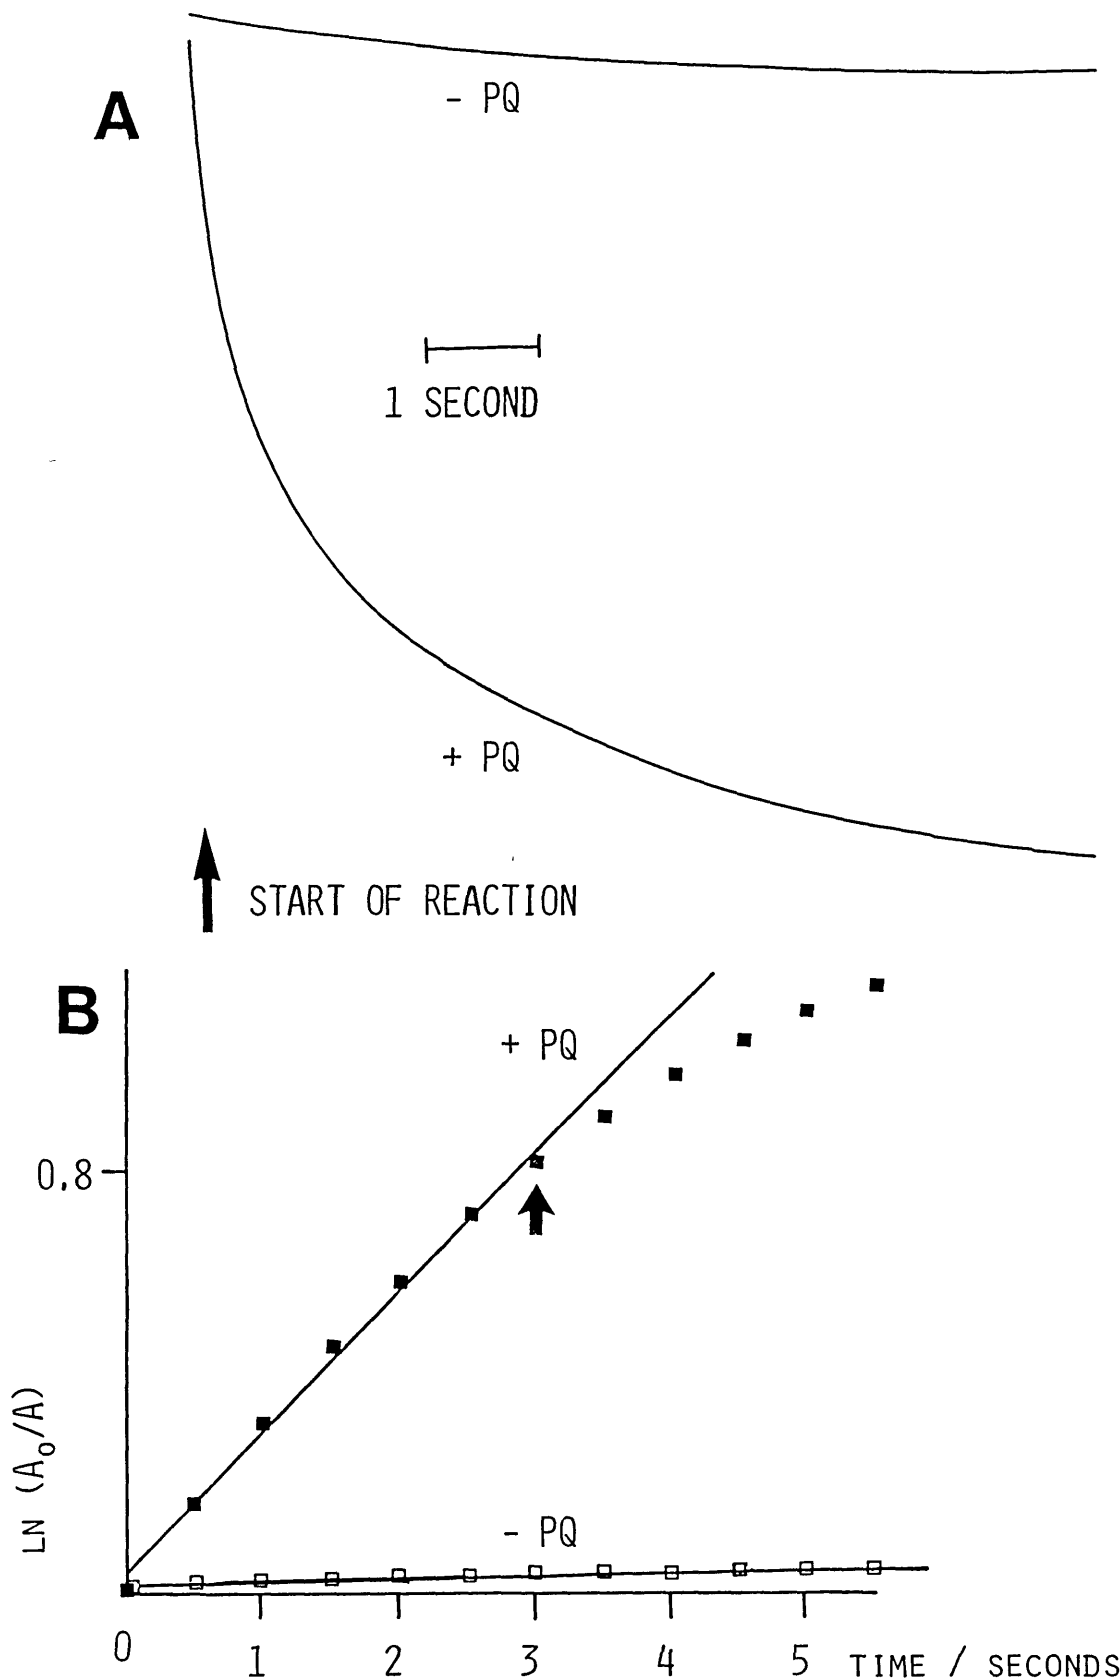 A
- PQ
1 SECOND
+ PQ
START OF REACTION
B
+ PQ
0.8
LN (A₀/A)
- PQ
0 1 2 3 4 5 TIME / SECONDS